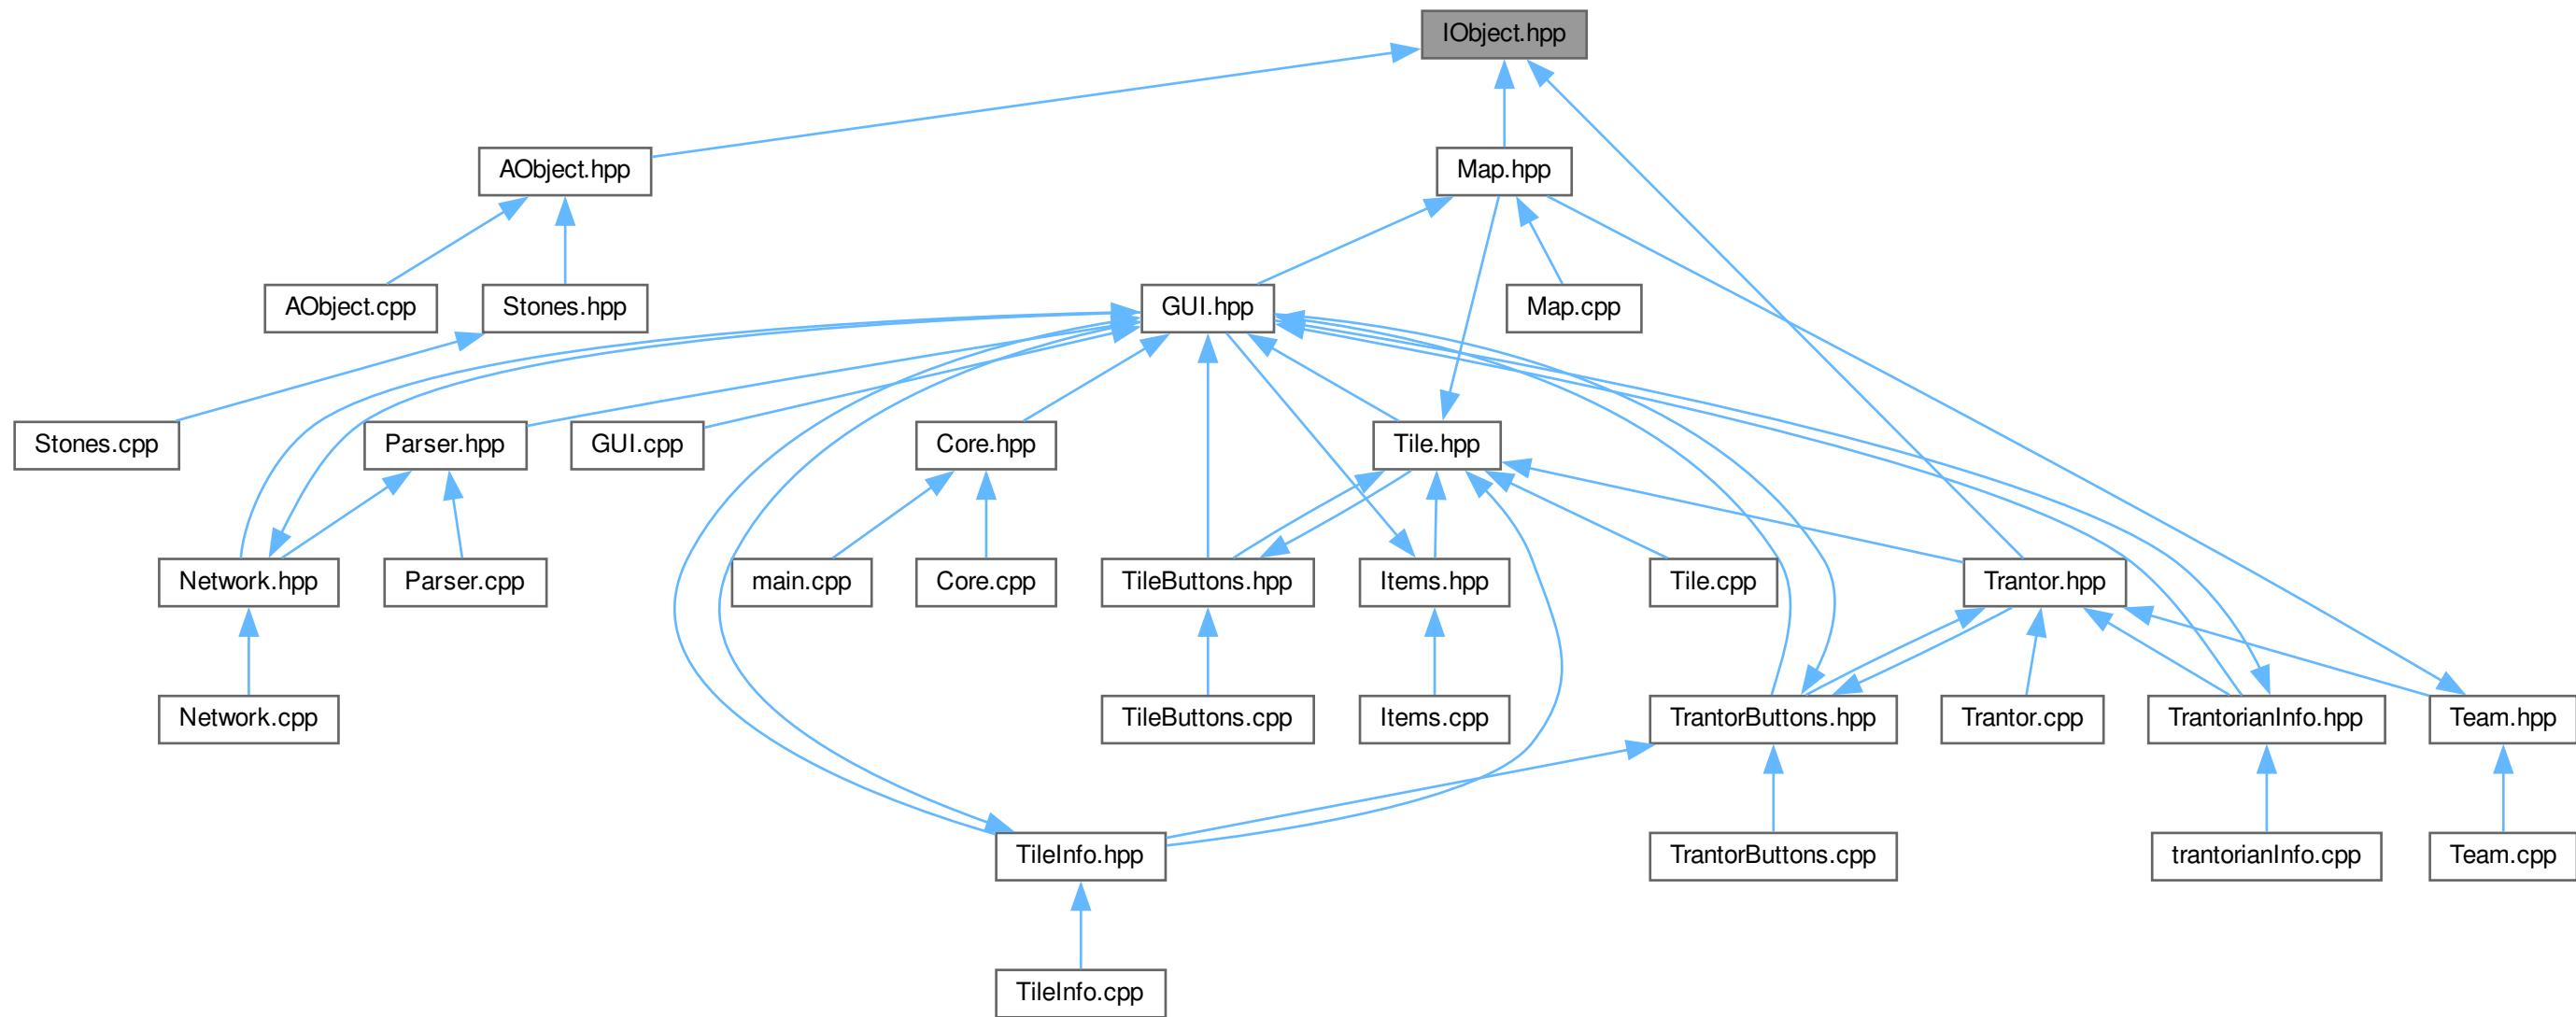 IObject.hpp
AObject.hpp
Map.hpp
AObject.cpp
Stones.hpp
GUI.hpp
Map.cpp
Stones.cpp
Parser.hpp
GUI.cpp
Core.hpp
Tile.hpp
Network.hpp
Parser.cpp
main.cpp
Core.cpp
TileButtons.hpp
Items.hpp
Tile.cpp
Trantor.hpp
Network.cpp
TileButtons.cpp
Items.cpp
TrantorButtons.hpp
Trantor.cpp
TrantorianInfo.hpp
Team.hpp
TileInfo.hpp
TrantorButtons.cpp
trantorianInfo.cpp
Team.cpp
TileInfo.cpp